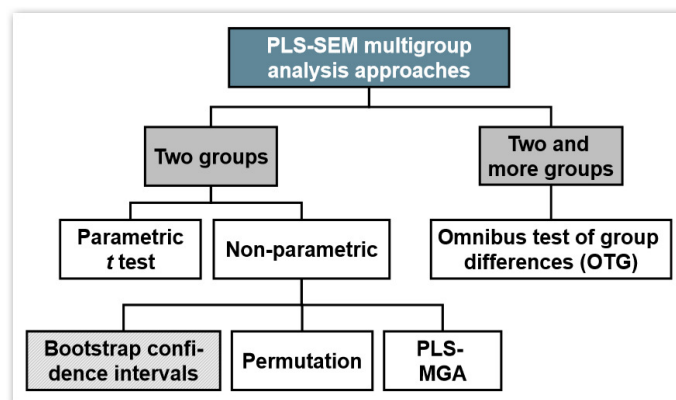 PLS-SEM multigroup
analysis approaches
Two groups
Two and
more groups
Parametric
t test
Non-parametric
Omnibus test of group
differences (OTG)
Bootstrap confi-
dence intervals
Permutation
PLS-
MGA